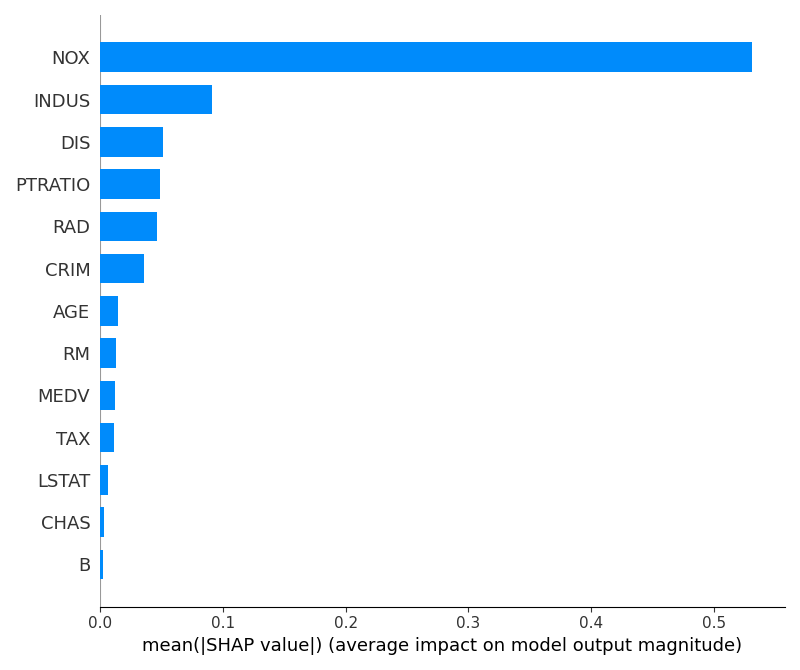 NOX
INDUS
DIS
PTRATIO
RAD
CRIM
AGE
RM
MEDV
TAX
LSTAT
CHAS
B
0.0 0.1 0.2 0.3 0.4 0.5
mean(|SHAP value|) (average impact on model output magnitude)